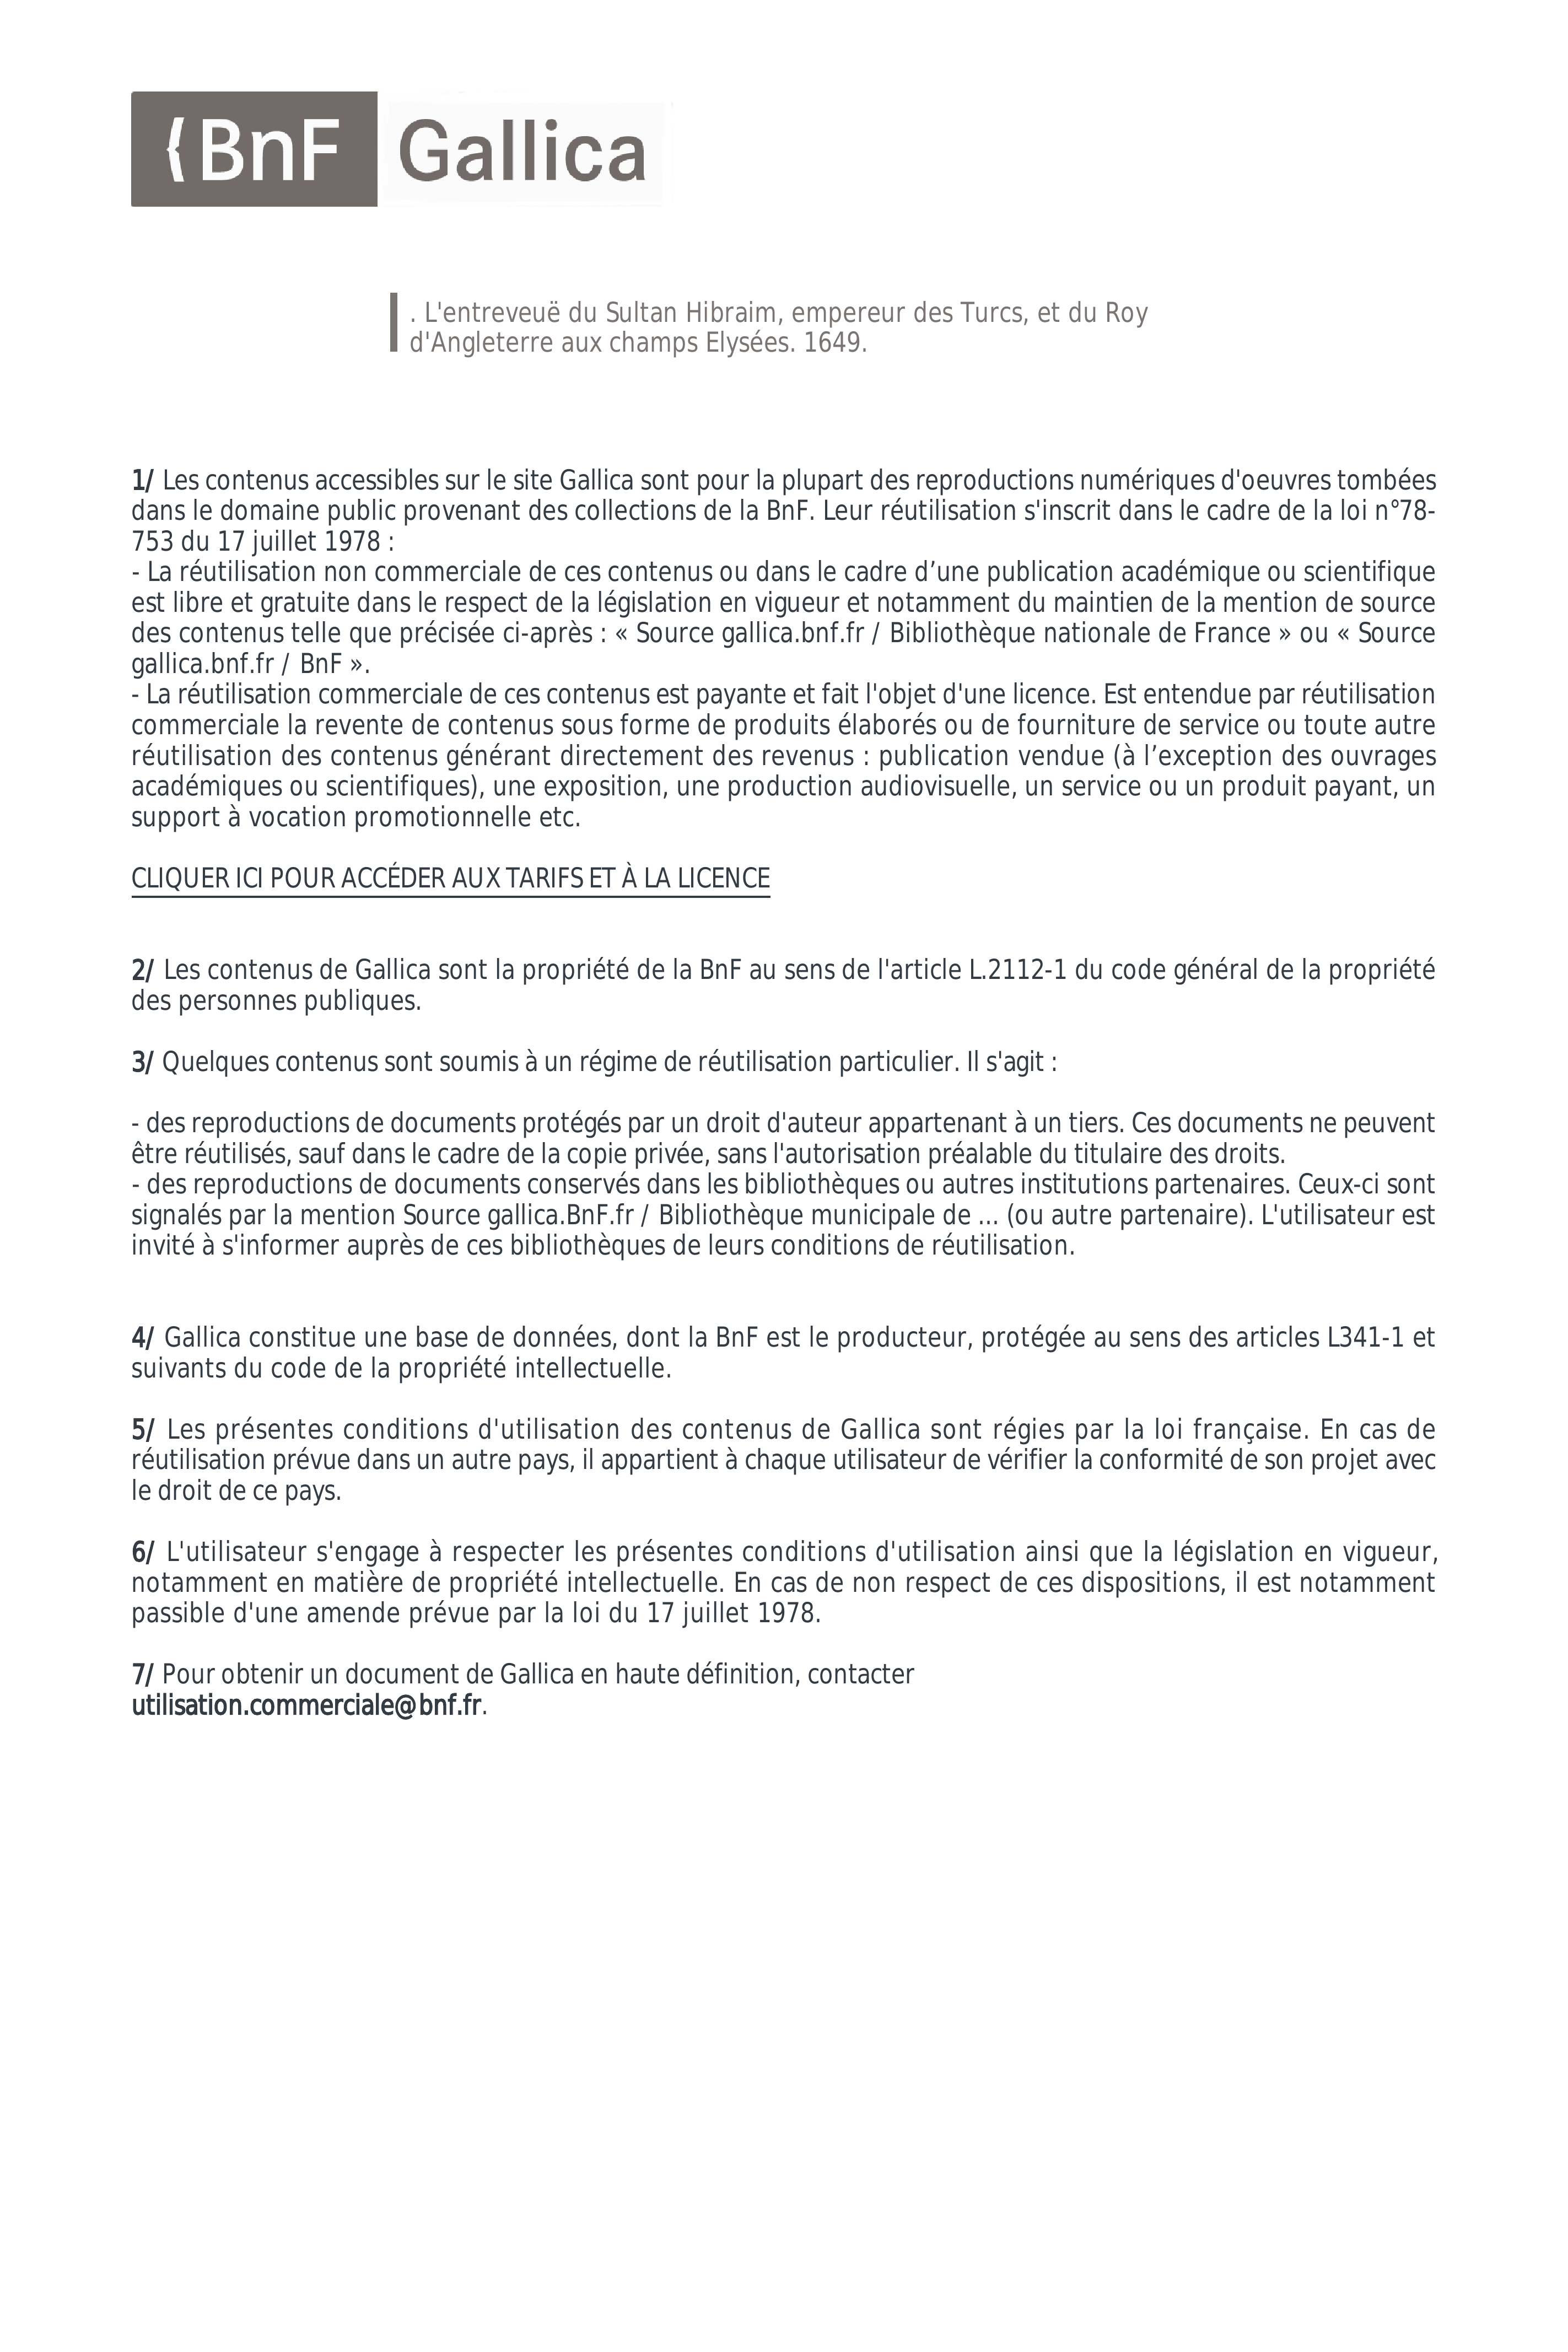 BnF Gallica
. L'entreveuë du Sultan Hibraim, empereur des Turcs, et du Roy
d'Angleterre aux champs Elysées. 1649.
1/ Les contenus accessibles sur le site Gallica sont pour la plupart des reproductions numériques d'oeuvres tombées
dans le domaine public provenant des collections de la BnF. Leur réutilisation s'inscrit dans le cadre de la loi n°78-
753 du 17 juillet 1978 :
- La réutilisation non commerciale de ces contenus ou dans le cadre d’une publication académique ou scientifique
est libre et gratuite dans le respect de la législation en vigueur et notamment du maintien de la mention de source
des contenus telle que précisée ci-après : « Source gallica.bnf.fr / Bibliothèque nationale de France » ou « Source
gallica.bnf.fr / BnF ».
- La réutilisation commerciale de ces contenus est payante et fait l'objet d'une licence. Est entendue par réutilisation
commerciale la revente de contenus sous forme de produits élaborés ou de fourniture de service ou toute autre
réutilisation des contenus générant directement des revenus : publication vendue (à l’exception des ouvrages
académiques ou scientifiques), une exposition, une production audiovisuelle, un service ou un produit payant, un
support à vocation promotionnelle etc.
CLIQUER ICI POUR ACCÉDER AUX TARIFS ET À LA LICENCE
2/ Les contenus de Gallica sont la propriété de la BnF au sens de l'article L.2112-1 du code général de la propriété
des personnes publiques.
3/ Quelques contenus sont soumis à un régime de réutilisation particulier. Il s'agit :
- des reproductions de documents protégés par un droit d'auteur appartenant à un tiers. Ces documents ne peuvent
être réutilisés, sauf dans le cadre de la copie privée, sans l'autorisation préalable du titulaire des droits.
- des reproductions de documents conservés dans les bibliothèques ou autres institutions partenaires. Ceux-ci sont
signalés par la mention Source gallica.BnF.fr / Bibliothèque municipale de ... (ou autre partenaire). L'utilisateur est
invité à s'informer auprès de ces bibliothèques de leurs conditions de réutilisation.
4/ Gallica constitue une base de données, dont la BnF est le producteur, protégée au sens des articles L341-1 et
suivants du code de la propriété intellectuelle.
5/ Les présentes conditions d'utilisation des contenus de Gallica sont régies par la loi française. En cas de
réutilisation prévue dans un autre pays, il appartient à chaque utilisateur de vérifier la conformité de son projet avec
le droit de ce pays.
6/ L'utilisateur s'engage à respecter les présentes conditions d'utilisation ainsi que la législation en vigueur,
notamment en matière de propriété intellectuelle. En cas de non respect de ces dispositions, il est notamment
passible d'une amende prévue par la loi du 17 juillet 1978.
7/ Pour obtenir un document de Gallica en haute définition, contacter
utilisation.commerciale@bnf.fr.